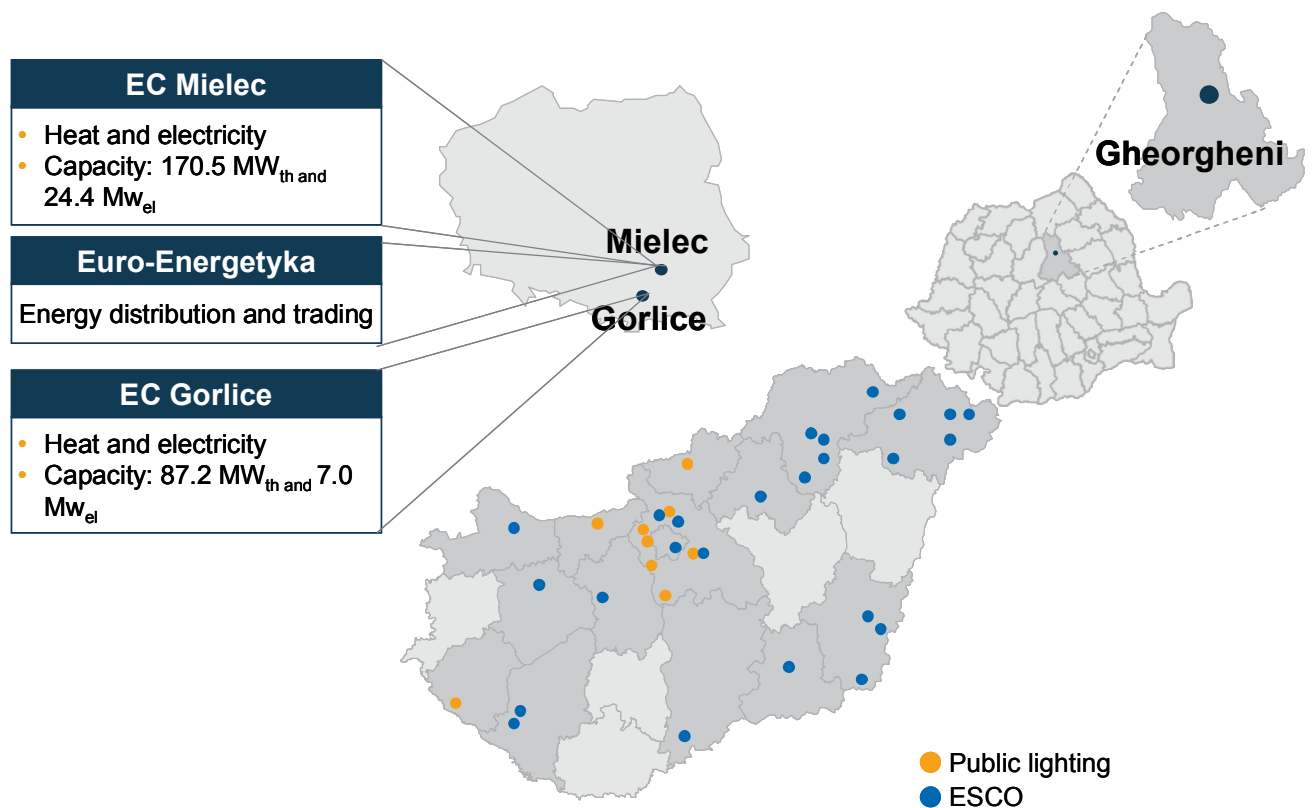 EC Mielec
• Heat and electricity
• Capacity: 170.5 MWth and
24.4 Mwel
Euro-Energetyka
Energy distribution and trading
EC Gorlice
• Heat and electricity
• Capacity: 87.2 MWth and 7.0
Mwel
Mielec
Gorlice
Gheorgheni
Public lighting
ESCO